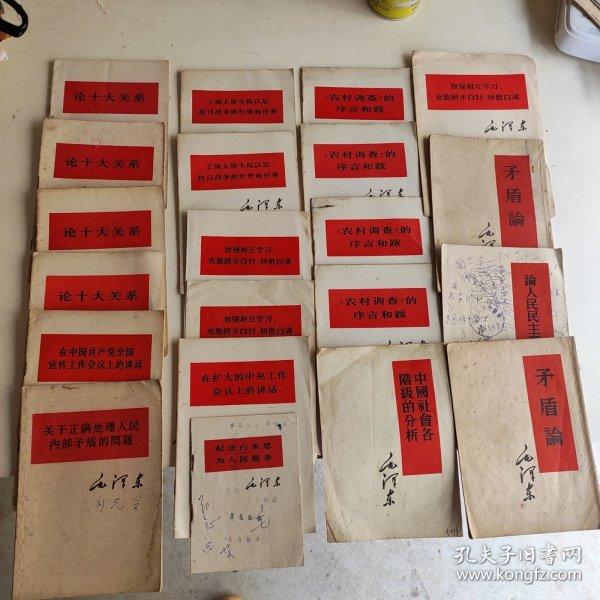 论十大关系
论十大关系
论十大关系
论十大关系
在中国共产党全国
宣传工作会议上的讲话
关于正确处理人民
内部矛盾的問題
毛泽东
上海太原失陷以后
抗日战争的形势和任务
上海太原失陷以后
抗日战争的形势和任务
毛泽东
加强相互学习，
克服固步自封、骄傲自满
加强相互学习，
克服固步自封、骄傲自满
在扩大的中央工作
会议上的讲话
纪念白求恩
为人民服务
毛泽东
《农村调查》的
序言和跋
《农村调查》的
序言和跋
毛泽东
《农村调查》的
序言和跋
《农村调查》的
序言和跋
中國社會各
階級的分析
毛泽东
加强相互学习，
克服固步自封、骄傲自满
毛泽东
矛盾論
論人民民主
矛盾論
毛泽东
孔夫子旧书网
book.kongfz.com